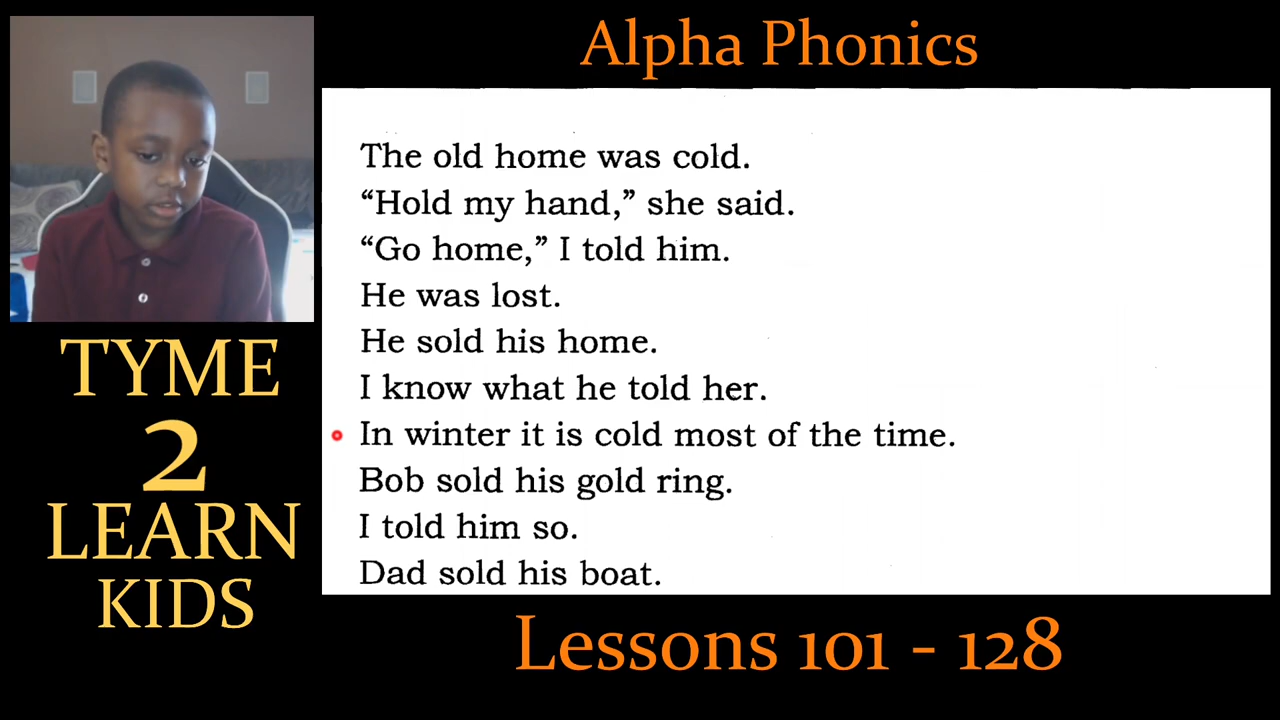 Alpha Phonics
The old home was cold.
“Hold my hand,” she said.
“Go home,” I told him.
He was lost.
He sold his home.
I know what he told her.
In winter it is cold most of the time.
Bob sold his gold ring.
I told him so.
Dad sold his boat.
TYME
2
LEARN
KIDS
Lessons 101 - 128